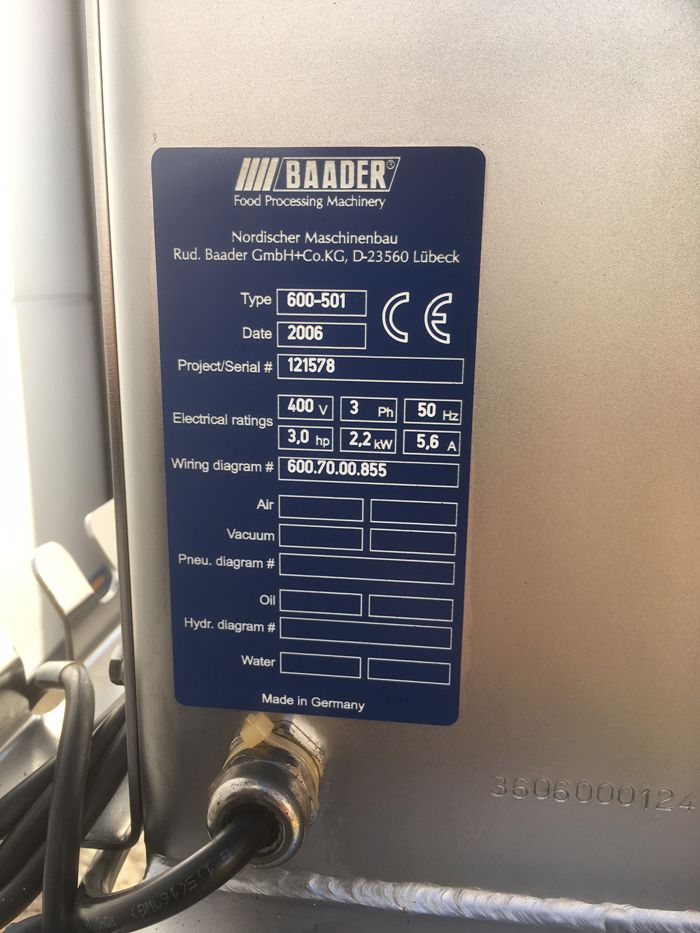 BAADER®
Food Processing Machinery
Nordischer Maschinenbau
Rud. Baader GmbH+Co.KG, D-23560 Lübeck
Type 600-501 CE
Date 2006
Project/Serial # 121578
Electrical ratings 400 V 3 Ph 50 Hz
3,0 hp 2,2 kW 5,6 A
Wiring diagram # 600.70.00.855
Air
Vacuum
Pneu. diagram #
Oil
Hydr. diagram #
Water
Made in Germany
3606000124